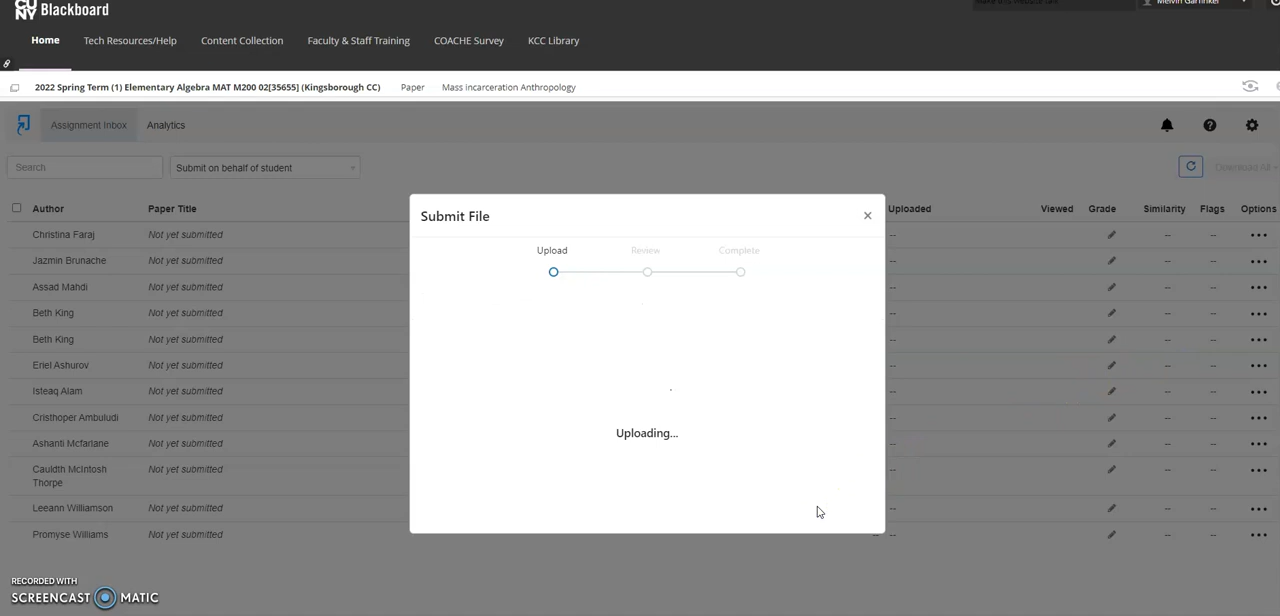 CUNY Blackboard
Melvin Garfinkel
Home Tech Resources/Help Content Collection Faculty & Staff Training COACHE Survey KCC Library
2022 Spring Term (1) Elementary Algebra MAT M200 02[35655] (Kingsborough CC) Paper Mass Incarceration Anthropology
Assignment Inbox Analytics
Search Submit on behalf of student Download All
Submit File ×
Upload Review Complete
Uploading...
Author Paper Title Uploaded Viewed Grade Similarity Flags Options
Christina Faraj Not yet submitted -- -- --
Jazmin Brunache Not yet submitted -- -- --
Assad Mahdi Not yet submitted -- -- --
Beth King Not yet submitted -- -- --
Beth King Not yet submitted -- -- --
Eriel Ashurov Not yet submitted -- -- --
Isteaq Alam Not yet submitted -- -- --
Cristhoper Ambuludi Not yet submitted -- -- --
Ashanti Mcfarlane Not yet submitted -- -- --
Cauldth McIntosh Not yet submitted -- -- --
Thorpe
Leeann Williamson Not yet submitted -- -- --
Promyse Williams Not yet submitted -- -- -- --
RECORDED WITH
SCREENCAST MATIC